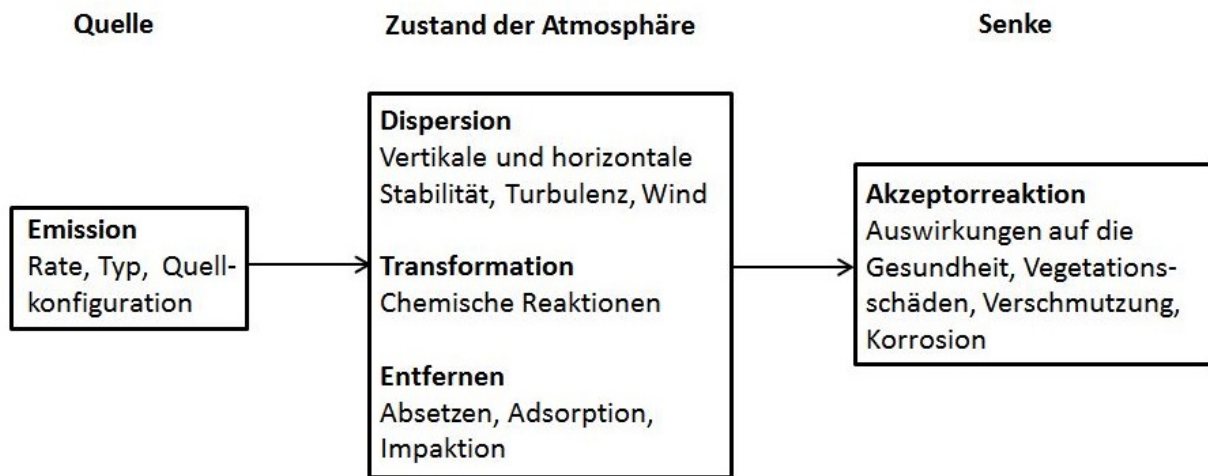 Quelle
Zustand der Atmosphäre
Senke
Emission
Rate, Typ, Quell-
konfiguration
Dispersion
Vertikale und horizontale
Stabilität, Turbulenz, Wind
Transformation
Chemische Reaktionen
Entfernen
Absetzen, Adsorption,
Impaktion
Akzeptorreaktion
Auswirkungen auf die
Gesundheit, Vegetations-
schäden, Verschmutzung,
Korrosion